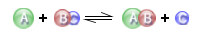 A + BC ⇌ AB + C